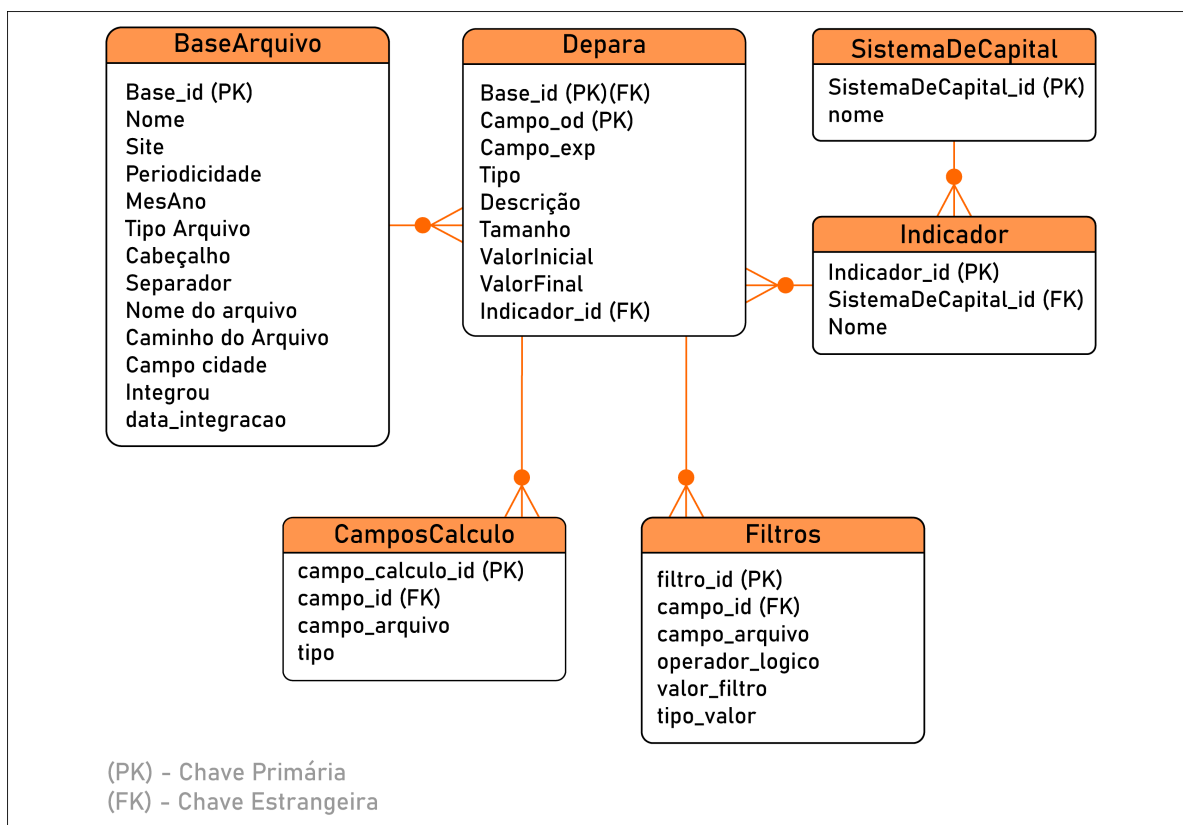 BaseArquivo
Base_id (PK)
Nome
Site
Periodicidade
MesAno
Tipo Arquivo
Cabeçalho
Separador
Nome do arquivo
Caminho do Arquivo
Campo cidade
Integrou
data_integracao
Depara
Base_id (PK)(FK)
Campo_od (PK)
Campo_exp
Tipo
Descrição
Tamanho
ValorInicial
ValorFinal
Indicador_id (FK)
SistemaDeCapital
SistemaDeCapital_id (PK)
nome
Indicador
Indicador_id (PK)
SistemaDeCapital_id (FK)
Nome
CamposCalculo
campo_calculo_id (PK)
campo_id (FK)
campo_arquivo
tipo
Filtros
filtro_id (PK)
campo_id (FK)
campo_arquivo
operador_logico
valor_filtro
tipo_valor
(PK) - Chave Primária
(FK) - Chave Estrangeira